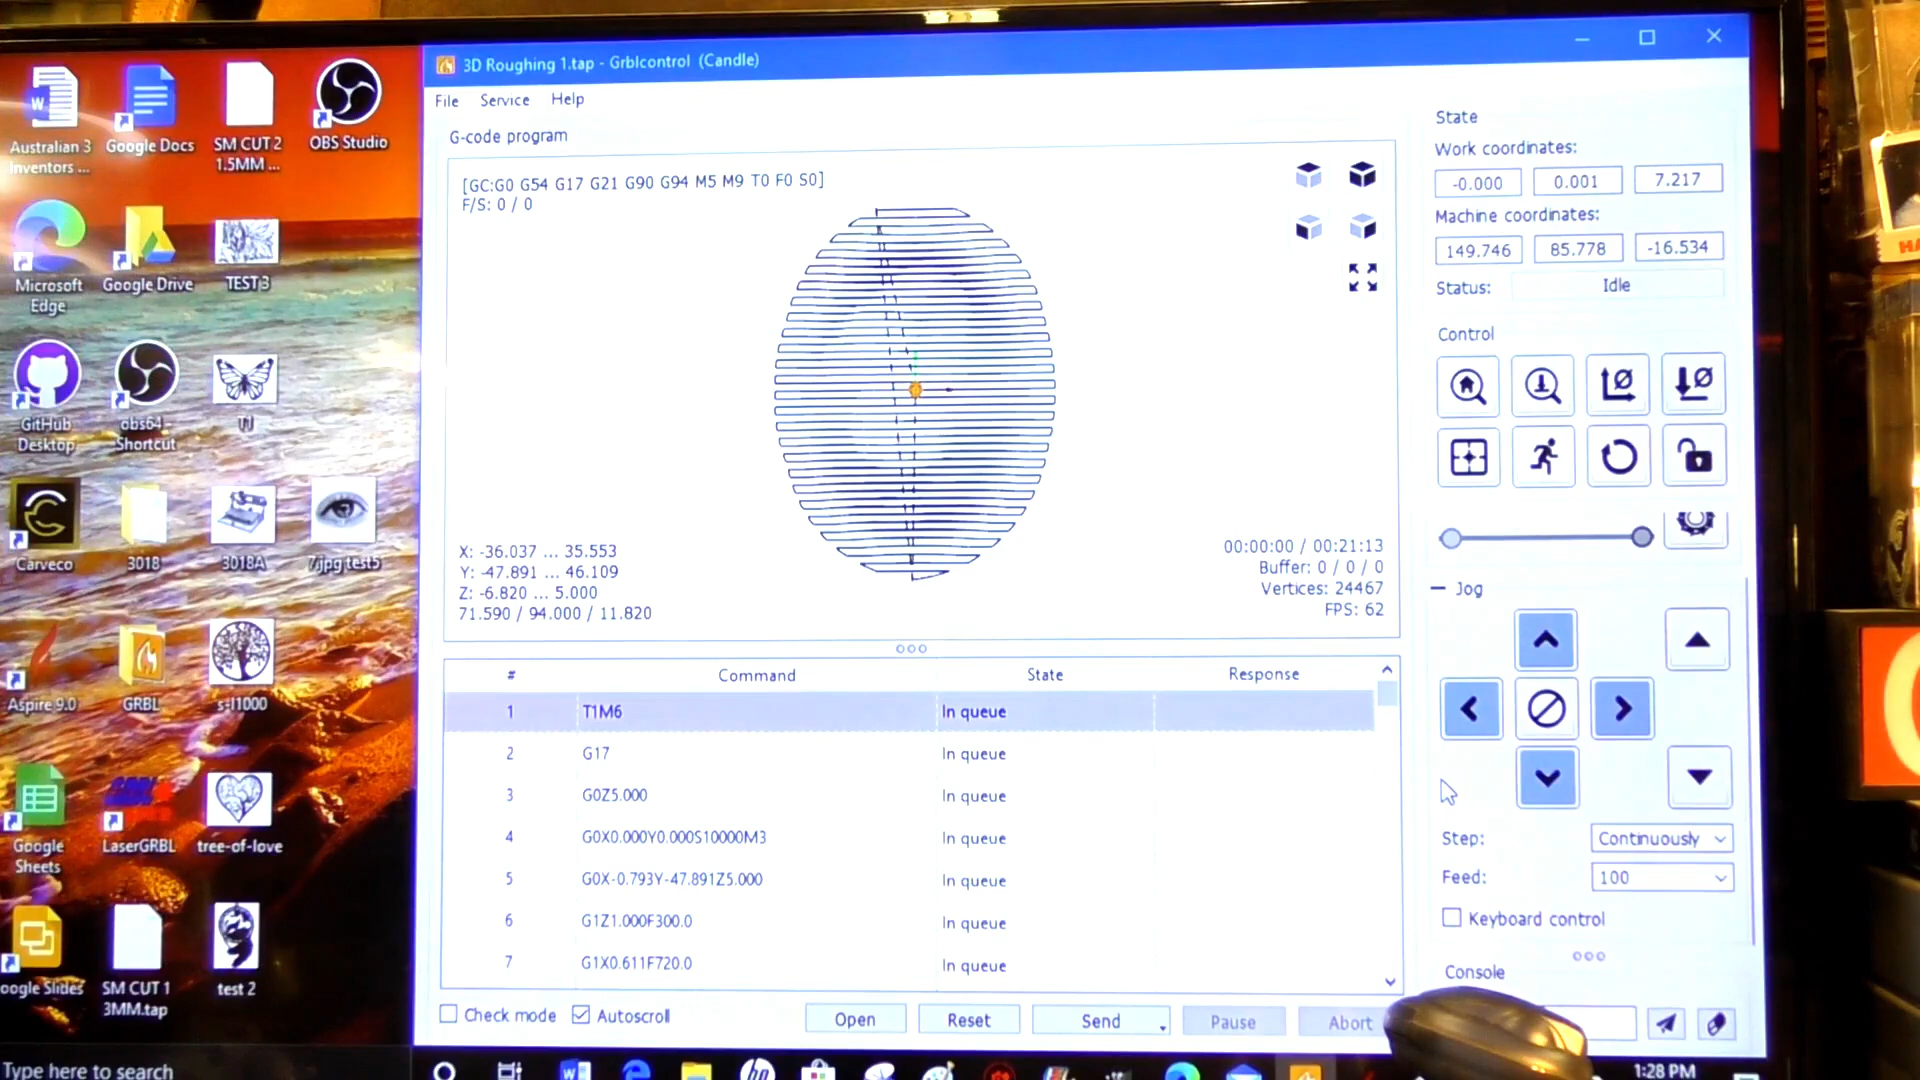 3D Roughing 1.tap - Grblcontrol (Candle)
File Service Help
G-code program
[GC:G0 G54 G17 G21 G90 G94 M5 M9 T0 F0 S0]
F/S: 0 / 0
X: -36.037 ... 35.553
Y: -47.891 ... 46.109
Z: -6.820 ... 5.000
71.590 / 94.000 / 11.820
00:00:00 / 00:21:13
Buffer: 0 / 0 / 0
Vertices: 24467
FPS: 62
# Command State Response
1 T1M6 In queue
2 G17 In queue
3 G0Z5.000 In queue
4 G0X0.000Y0.000S10000M3 In queue
5 G0X-0.793Y-47.891Z5.000 In queue
6 G1Z1.000F300.0 In queue
7 G1X0.611F720.0 In queue
Check mode Autoscroll Open Reset Send Pause Abort
State
Work coordinates:
-0.000 0.001 7.217
Machine coordinates:
149.746 85.778 -16.534
Status: Idle
Control
Jog
Step: Continuously
Feed: 100
Keyboard control
Console
Australian 3
Inventors ...
Google Docs
SM CUT 2
1.5MM ...
OBS Studio
Microsoft
Edge
Google Drive
TEST 3
GitHub
Desktop
obs64 -
Shortcut
Carveco
3018
3018A
7.jpg test5
Aspire 9.0
GRBL
s-l1000
Google
Sheets
LaserGRBL
tree-of-love
oogle Slides
SM CUT 1
3MM.tap
test 2
Type here to search
hp
1:28 PM